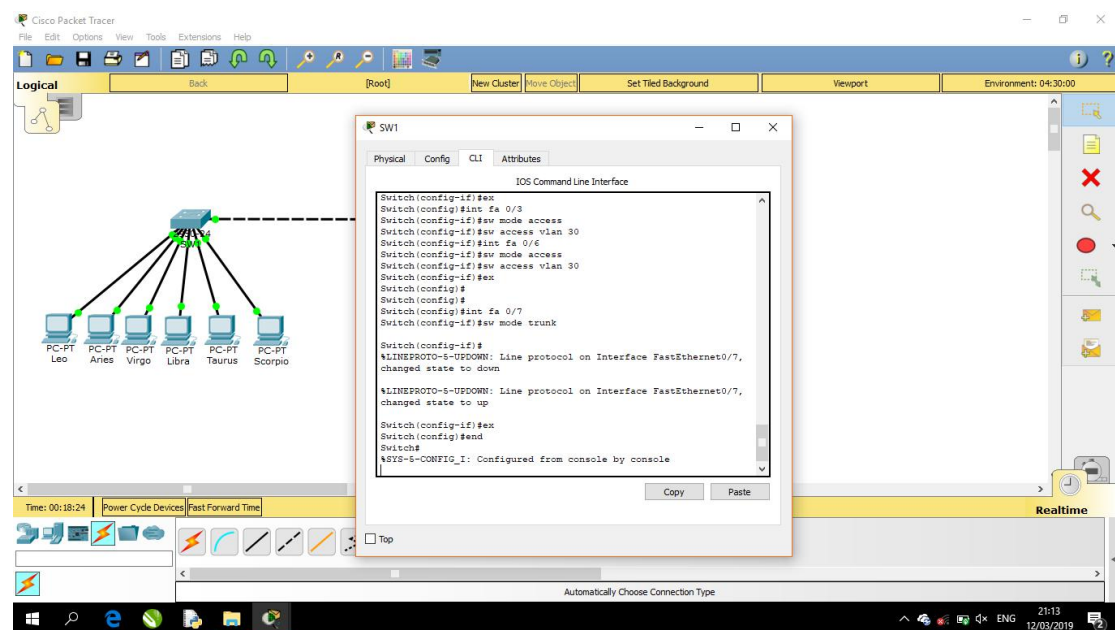 Cisco Packet Tracer
File Edit Options View Tools Extensions Help
Logical Back [Root] New Cluster Move Object Set Tiled Background Viewport Environment: 04:30:00
SW1
Physical Config CLI Attributes
IOS Command Line Interface
Switch(config-if)#ex
Switch(config)#int fa 0/3
Switch(config-if)#sw mode access
Switch(config-if)#sw access vlan 30
Switch(config-if)#int fa 0/6
Switch(config-if)#sw mode access
Switch(config-if)#sw access vlan 30
Switch(config-if)#ex
Switch(config)#
Switch(config)#
Switch(config)#int fa 0/7
Switch(config-if)#sw mode trunk
Switch(config-if)#
%LINEPROTO-5-UPDOWN: Line protocol on Interface FastEthernet0/7,
changed state to down
%LINEPROTO-5-UPDOWN: Line protocol on Interface FastEthernet0/7,
changed state to up
Switch(config-if)#ex
Switch(config)#end
Switch#
%SYS-5-CONFIG_I: Configured from console by console
Copy Paste
Top
SW1
PC-PT PC-PT PC-PT PC-PT PC-PT PC-PT
Leo Aries Virgo Libra Taurus Scorpio
Time: 00:18:24 Power Cycle Devices Fast Forward Time Realtime
Automatically Choose Connection Type
ENG 21:13
12/03/2019